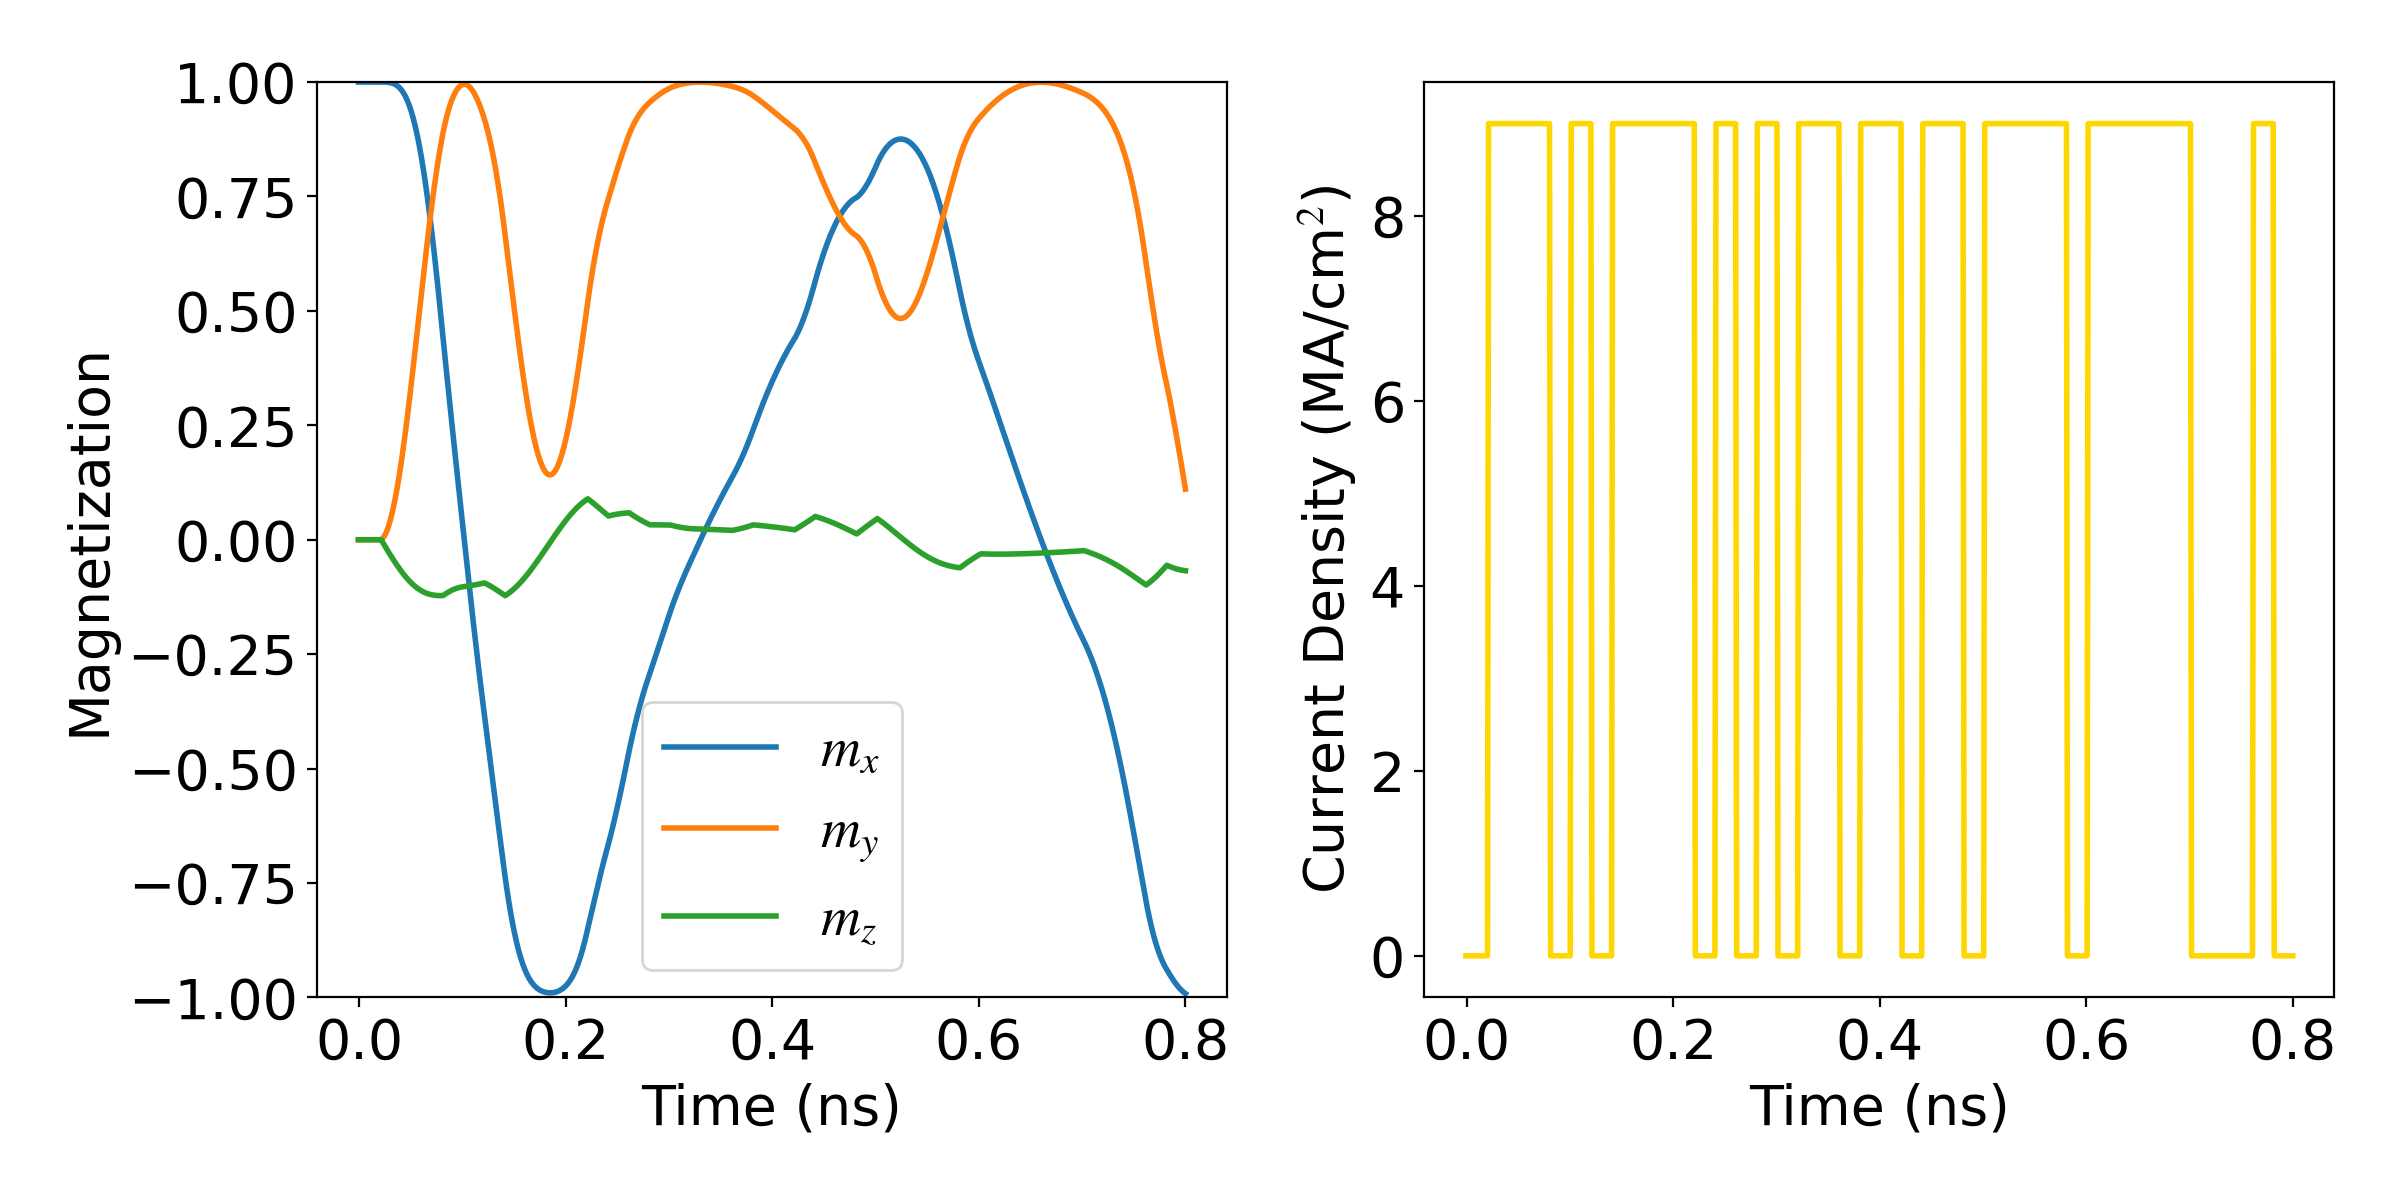 1.00
0.75
0.50
0.25
0.00
−0.25
−0.50
−0.75
−1.00
Magnetization
0.0 0.2 0.4 0.6 0.8
Time (ns)
m_x
m_y
m_z
8
6
4
2
0
Current Density (MA/cm²)
0.0 0.2 0.4 0.6 0.8
Time (ns)